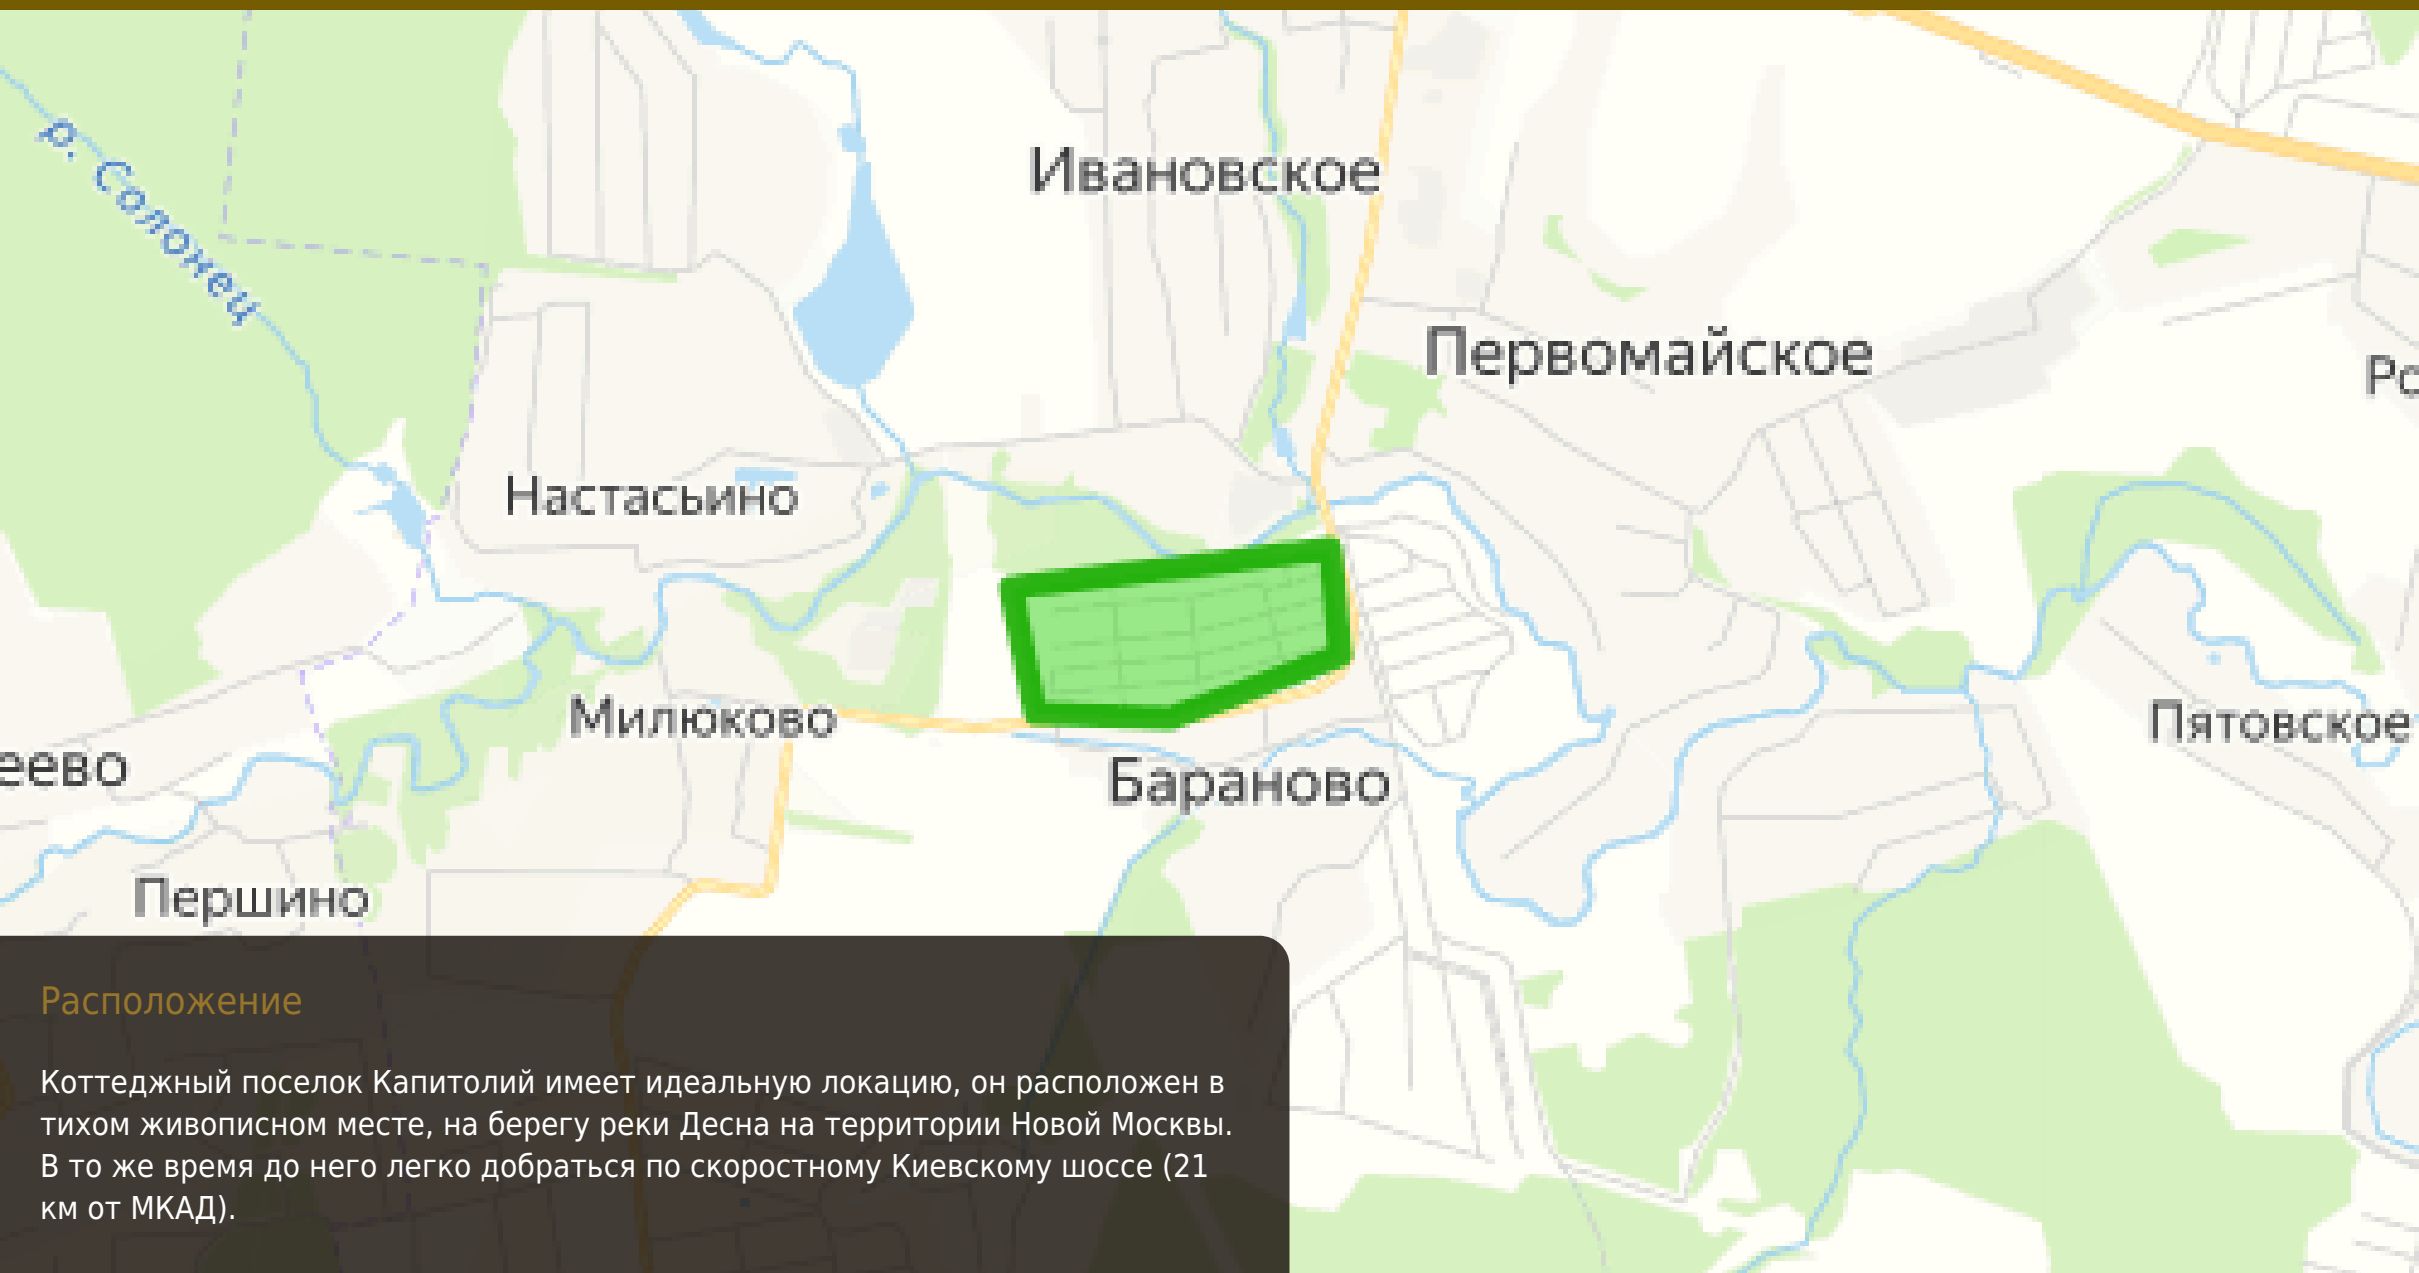 р. Соложец
Ивановское
Первомайское
Ро
Настасьино
Милюково
Пятовское
еево
Бараново
Першино
Расположение
Коттеджный поселок Капитолий имеет идеальную локацию, он расположен в
тихом живописном месте, на берегу реки Десна на территории Новой Москвы.
В то же время до него легко добраться по скоростному Киевскому шоссе (21
км от МКАД).